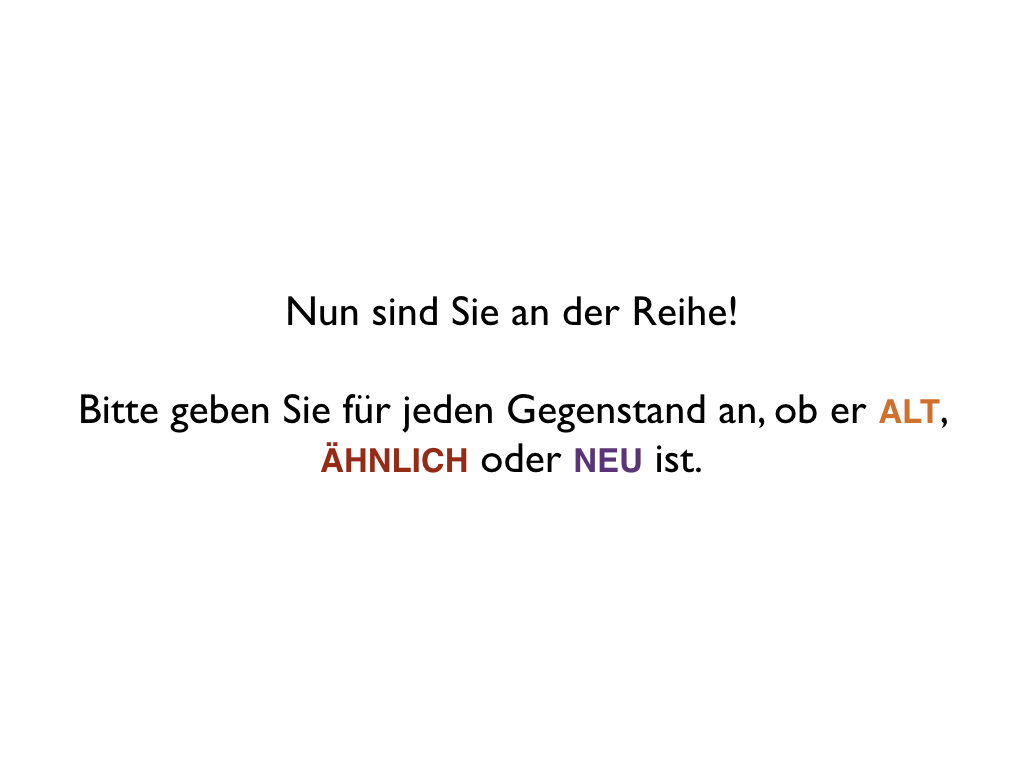 Nun sind Sie an der Reihe!
Bitte geben Sie für jeden Gegenstand an, ob er ALT,
ÄHNLICH oder NEU ist.